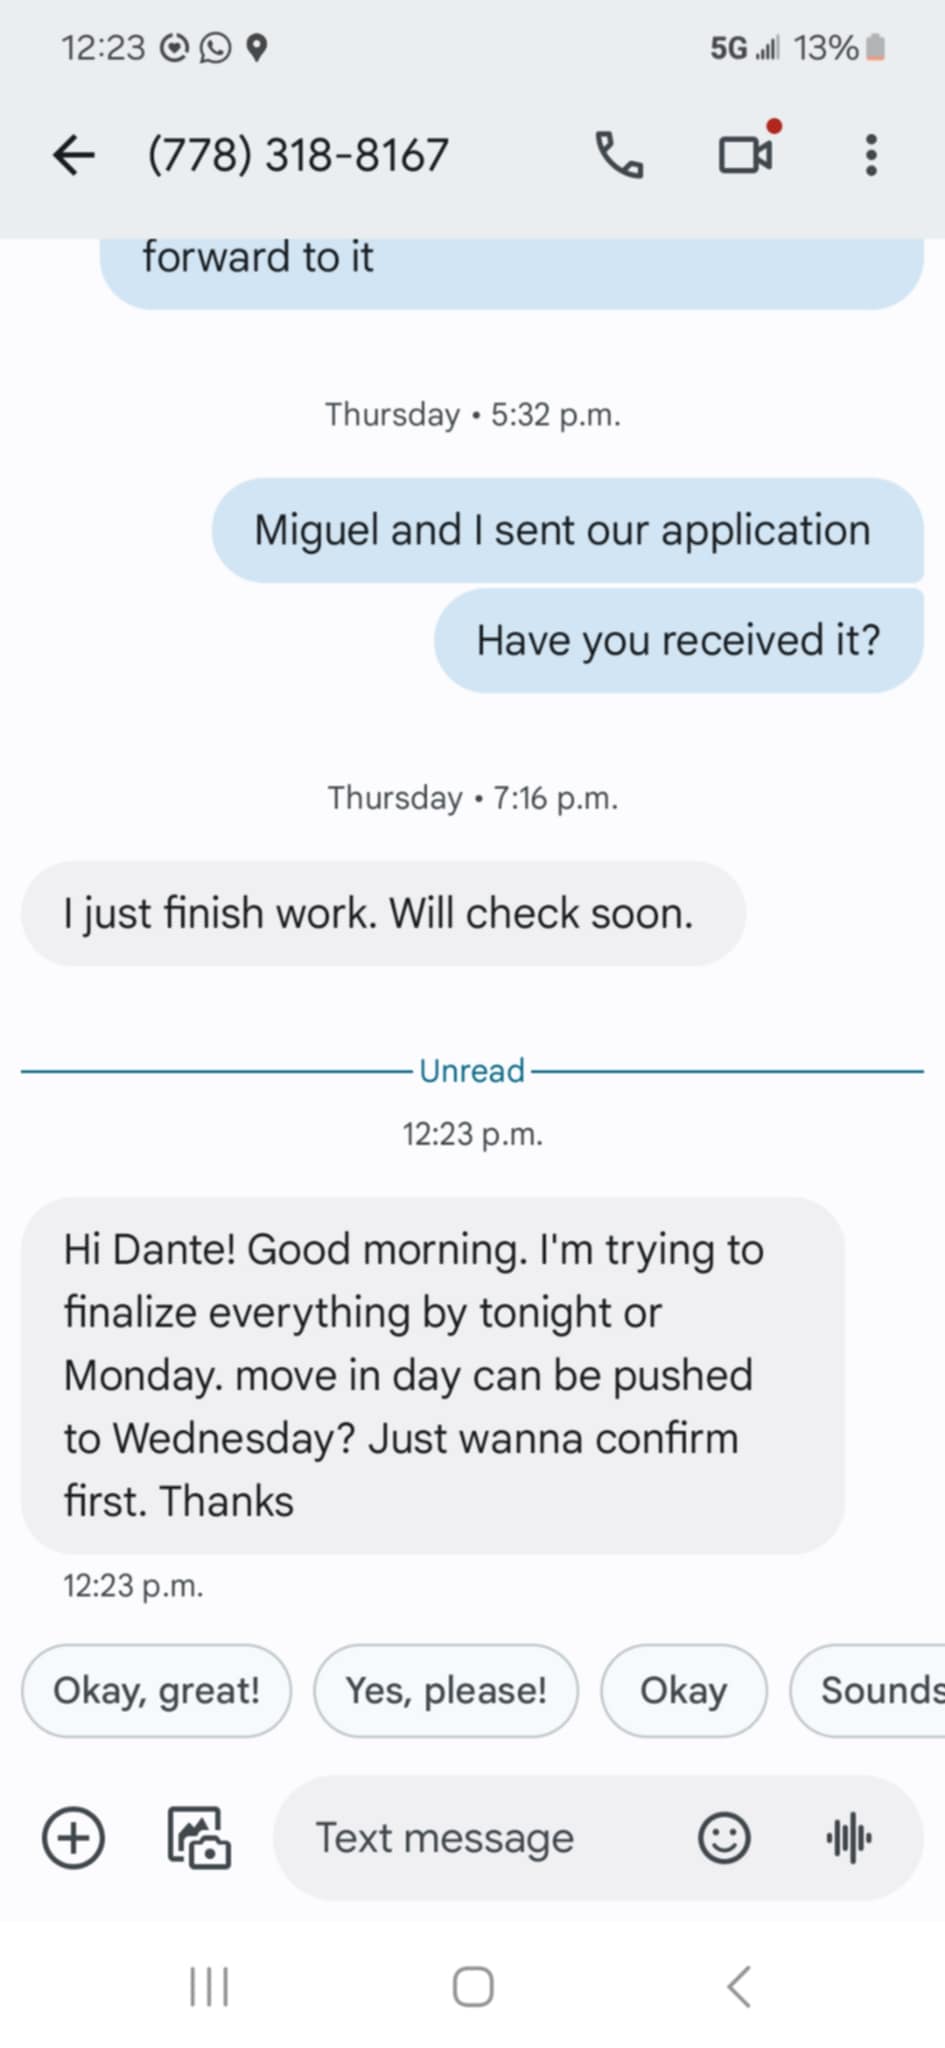 12:23
5G 13%
(778) 318-8167
forward to it
Thursday • 5:32 p.m.
Miguel and I sent our application
Have you received it?
Thursday • 7:16 p.m.
I just finish work. Will check soon.
Unread
12:23 p.m.
Hi Dante! Good morning. I'm trying to
finalize everything by tonight or
Monday. move in day can be pushed
to Wednesday? Just wanna confirm
first. Thanks
12:23 p.m.
Okay, great! Yes, please! Okay Sounds
Text message